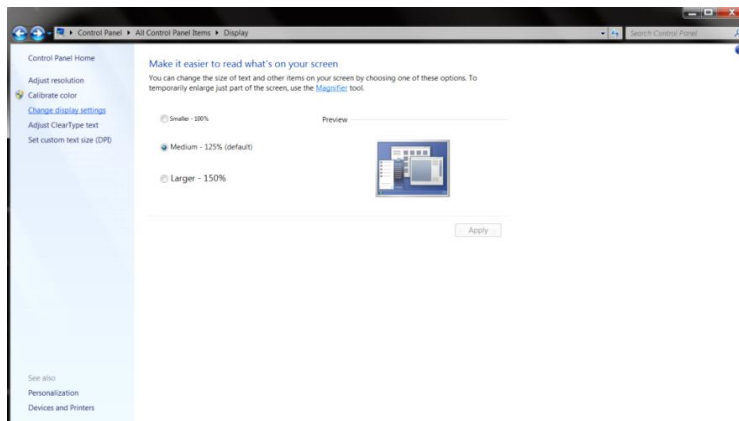 Control Panel ▸ All Control Panel Items ▸ Display
Search Control Panel
Control Panel Home
Adjust resolution
Calibrate color
Change display settings
Adjust ClearType text
Set custom text size (DPI)
See also
Personalization
Devices and Printers
Make it easier to read what's on your screen
You can change the size of text and other items on your screen by choosing one of these options. To
temporarily enlarge just part of the screen, use the Magnifier tool.
Smaller - 100%
Preview
Medium - 125% (default)
Larger - 150%
Apply